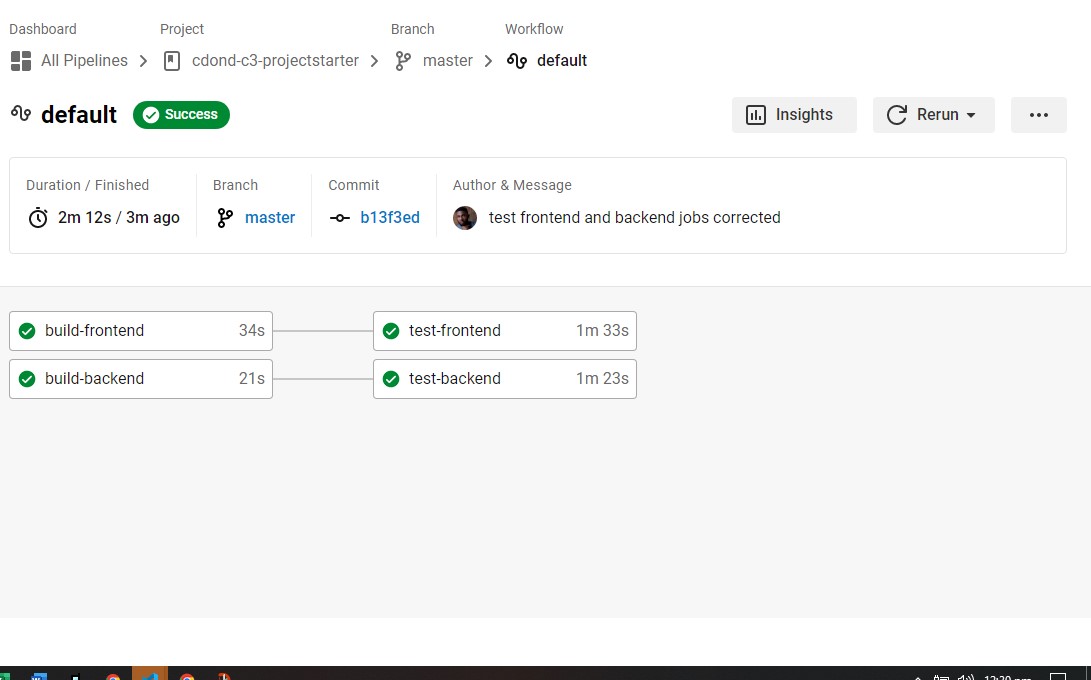 Dashboard Project Branch Workflow
All Pipelines cdond-c3-projectstarter master default
default Success Insights Rerun
Duration / Finished Branch Commit Author & Message
2m 12s / 3m ago master b13f3ed test frontend and backend jobs corrected
build-frontend 34s test-frontend 1m 33s
build-backend 21s test-backend 1m 23s